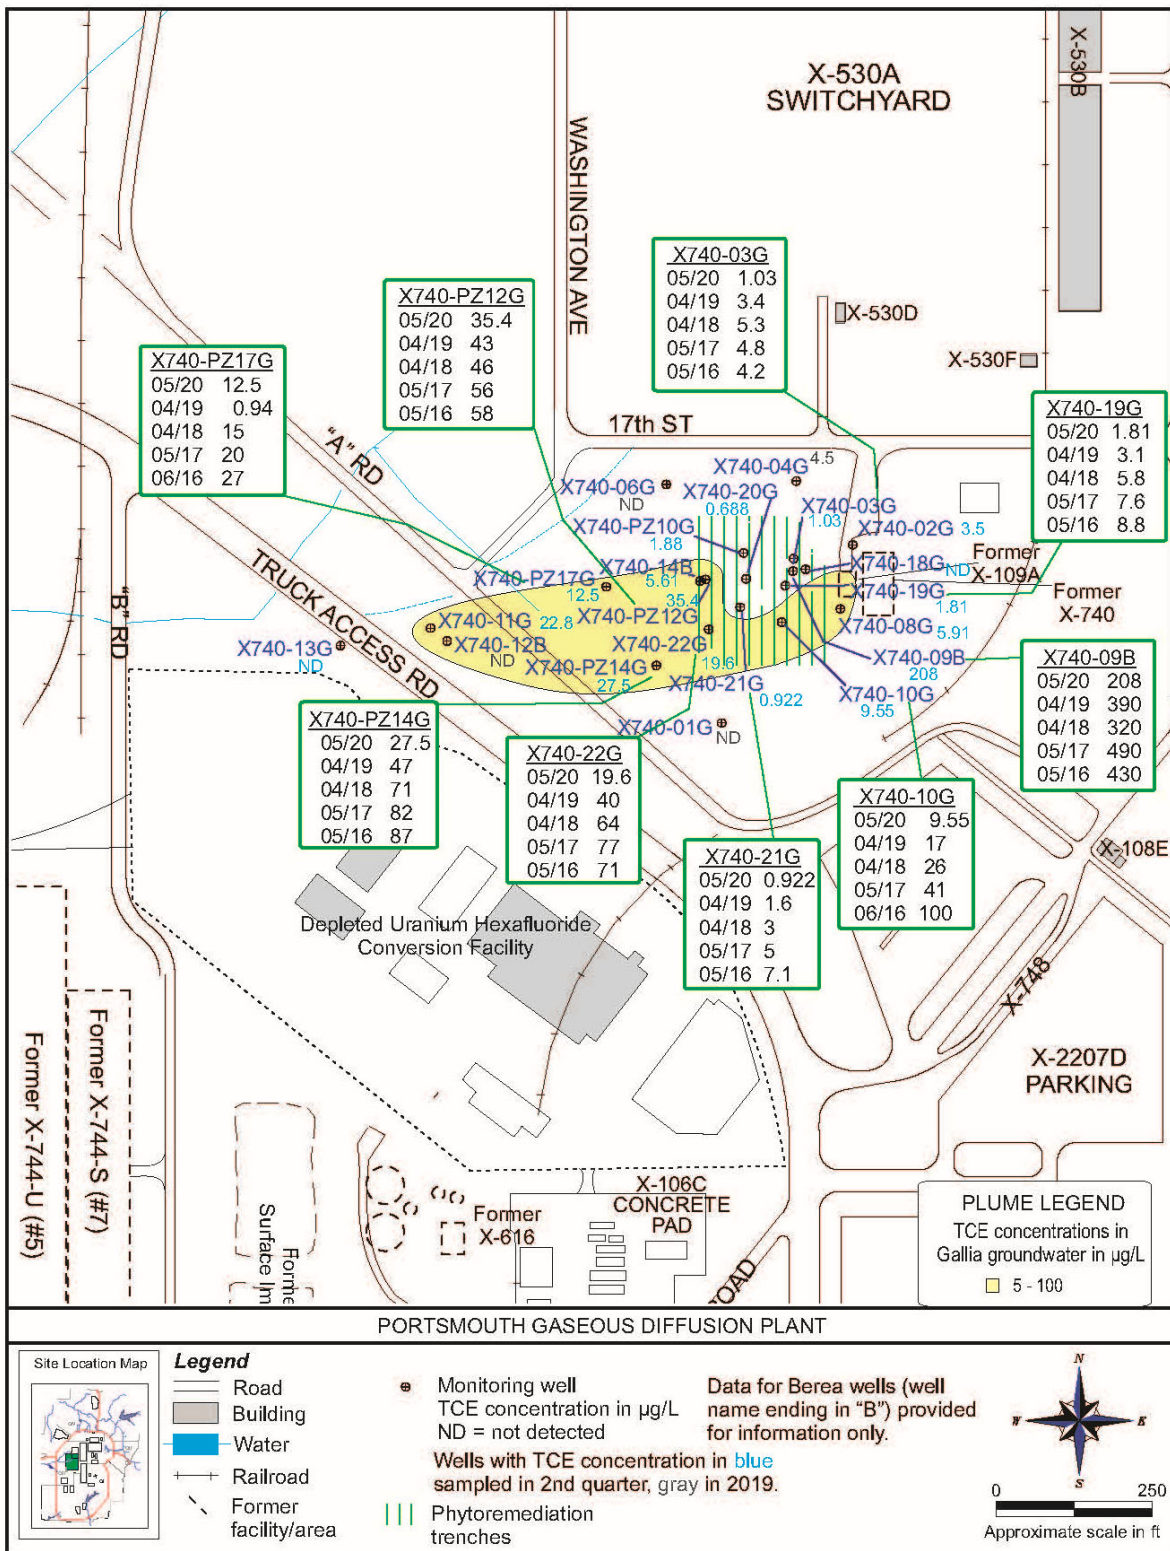 X-530A
SWITCHYARD
X-530B
WASHINGTON AVE
X740-03G
05/20 1.03
04/19 3.4
04/18 5.3
05/17 4.8
05/16 4.2
X740-PZ12G
05/20 35.4
04/19 43
04/18 46
05/17 56
05/16 58
X-530D
X-530F
X740-PZ17G
05/20 12.5
04/19 0.94
04/18 15
05/17 20
06/16 27
X740-19G
05/20 1.81
04/19 3.1
04/18 5.8
05/17 7.6
05/16 8.8
"A" RD
17th ST
4.5
X740-04G
X740-06G
ND
X740-20G
0.688
X740-03G
1.03
X740-PZ10G
1.88
X740-02G
3.5
Former
X-109A
X740-14B
5.61
X740-18G
ND
X740-PZ17G
12.5
35.4
X740-19G
1.81
Former
X-740
X740-PZ12G
X740-11G
22.8
X740-08G
5.91
"B" RD
TRUCK ACCESS RD
X740-13G
ND
X740-12B
ND
X740-22G
19.6
X740-09B
208
X740-PZ14G
27.5
X740-21G
0.922
X740-10G
9.55
X740-01G
ND
X740-09B
05/20 208
04/19 390
04/18 320
05/17 490
05/16 430
X740-PZ14G
05/20 27.5
04/19 47
04/18 71
05/17 82
05/16 87
X740-22G
05/20 19.6
04/19 40
04/18 64
05/17 77
05/16 71
X740-10G
05/20 9.55
04/19 17
04/18 26
05/17 41
06/16 100
X740-21G
05/20 0.922
04/19 1.6
04/18 3
05/17 5
05/16 7.1
X-108E
Depleted Uranium Hexafluoride
Conversion Facility
X-748
X-2207D
PARKING
Former X-744-U (#5)
Former X-744-S (#7)
Forme
Surface Im
Former
X-616
X-106C
CONCRETE
PAD
OAD
PLUME LEGEND
TCE concentrations in
Gallia groundwater in µg/L
5 - 100
PORTSMOUTH GASEOUS DIFFUSION PLANT
Site Location Map
Legend
Road
Building
Water
Railroad
Former
facility/area
Monitoring well
TCE concentration in µg/L
ND = not detected
Wells with TCE concentration in blue
sampled in 2nd quarter, gray in 2019.
Phytoremediation
trenches
Data for Berea wells (well
name ending in "B") provided
for information only.
N
W
E
S
0 250
Approximate scale in ft